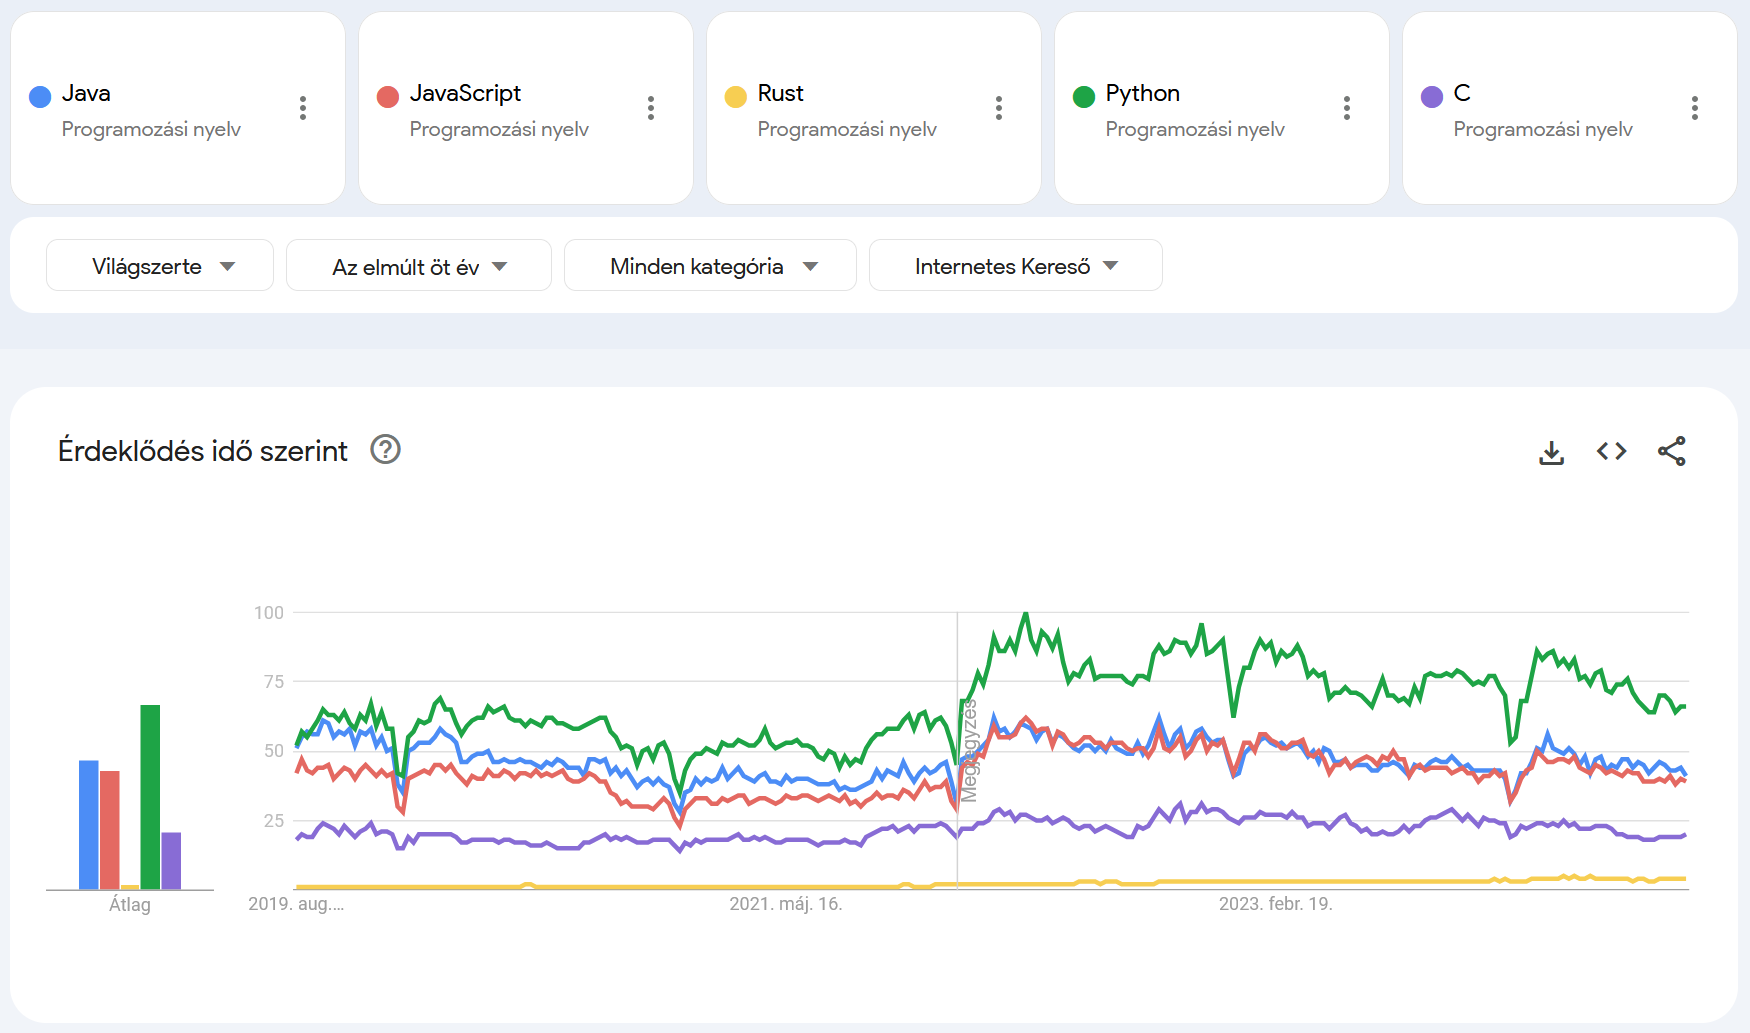 Java
Programozási nyelv
JavaScript
Programozási nyelv
Rust
Programozási nyelv
Python
Programozási nyelv
C
Programozási nyelv
Világszerte
Az elmúlt öt év
Minden kategória
Internetes Kereső
Érdeklődés idő szerint
?
100
75
50
25
Megjegyzés
Átlag
2019. aug.…
2021. máj. 16.
2023. febr. 19.